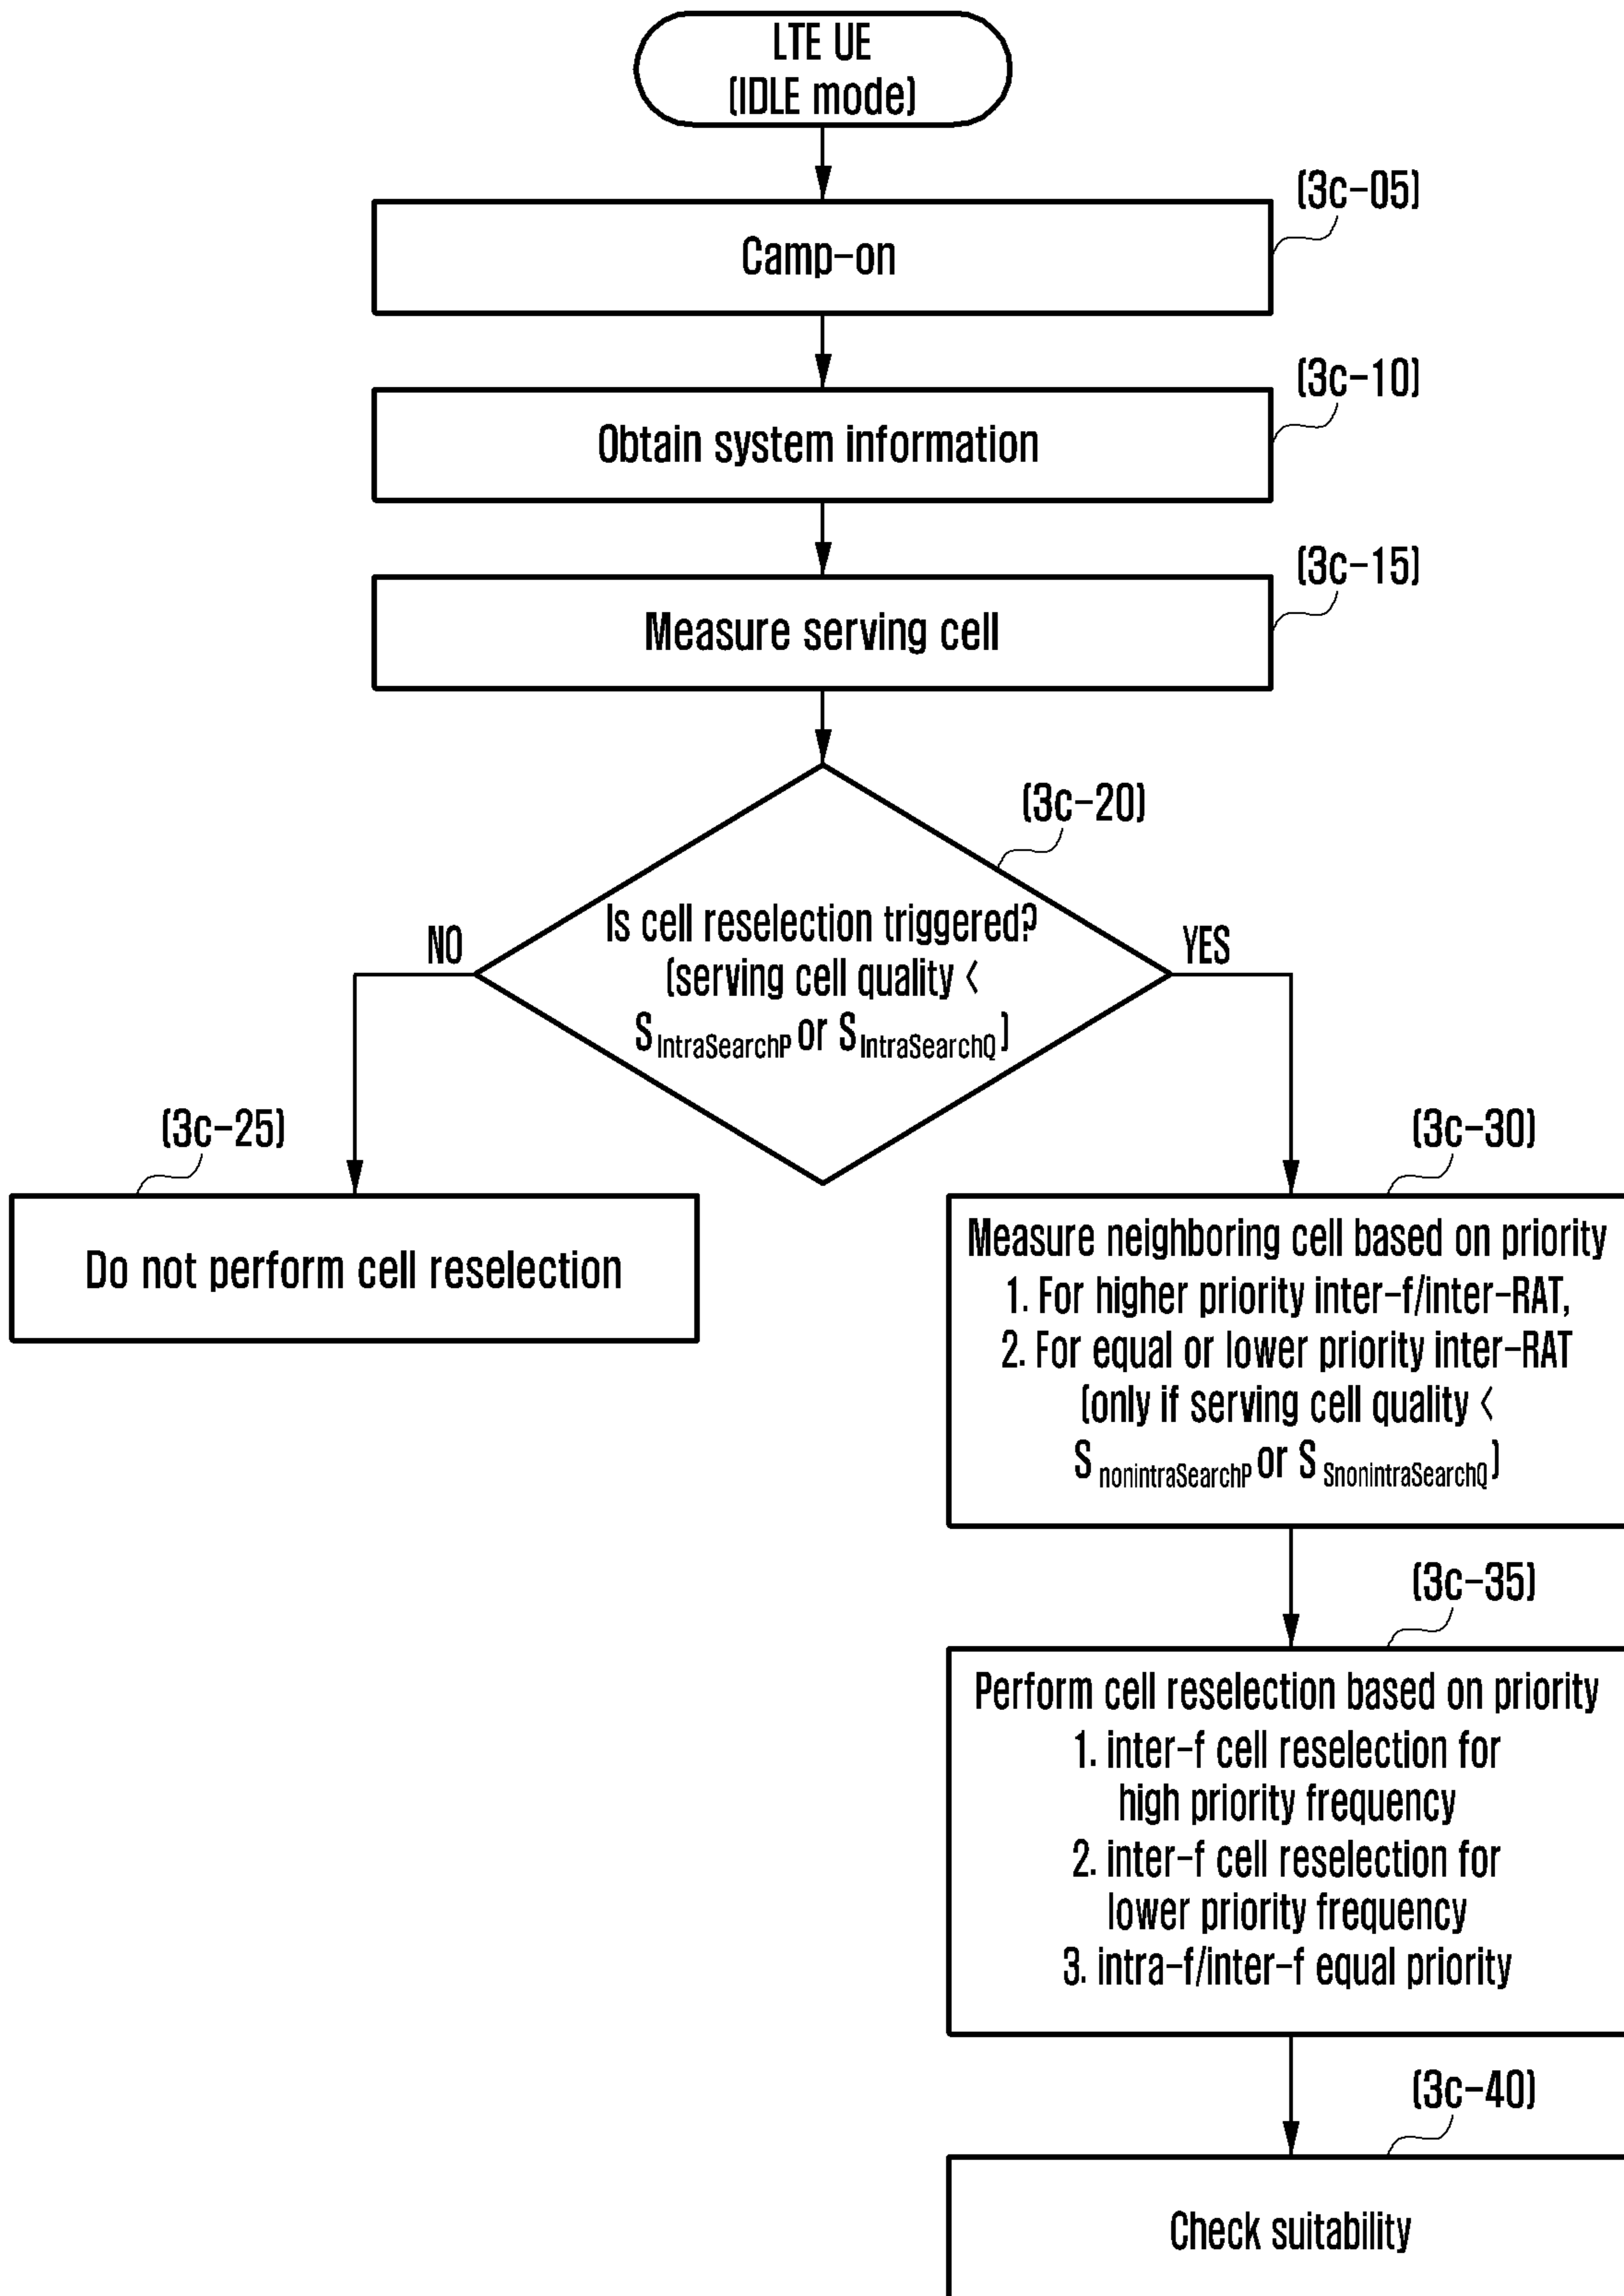 LTE UE
(IDLE mode)
(3c-05)
Camp-on
(3c-10)
Obtain system information
(3c-15)
Measure serving cell
(3c-20)
Is cell reselection triggered?
(serving cell quality <
S IntraSearchP or S IntraSearchQ)
NO
YES
(3c-25)
Do not perform cell reselection
(3c-30)
Measure neighboring cell based on priority
1. For higher priority inter-f/inter-RAT,
2. For equal or lower priority inter-RAT
(only if serving cell quality <
S nonintraSearchP or S SnonintraSearchQ)
(3c-35)
Perform cell reselection based on priority
1. inter-f cell reselection for
high priority frequency
2. inter-f cell reselection for
lower priority frequency
3. intra-f/inter-f equal priority
(3c-40)
Check suitability